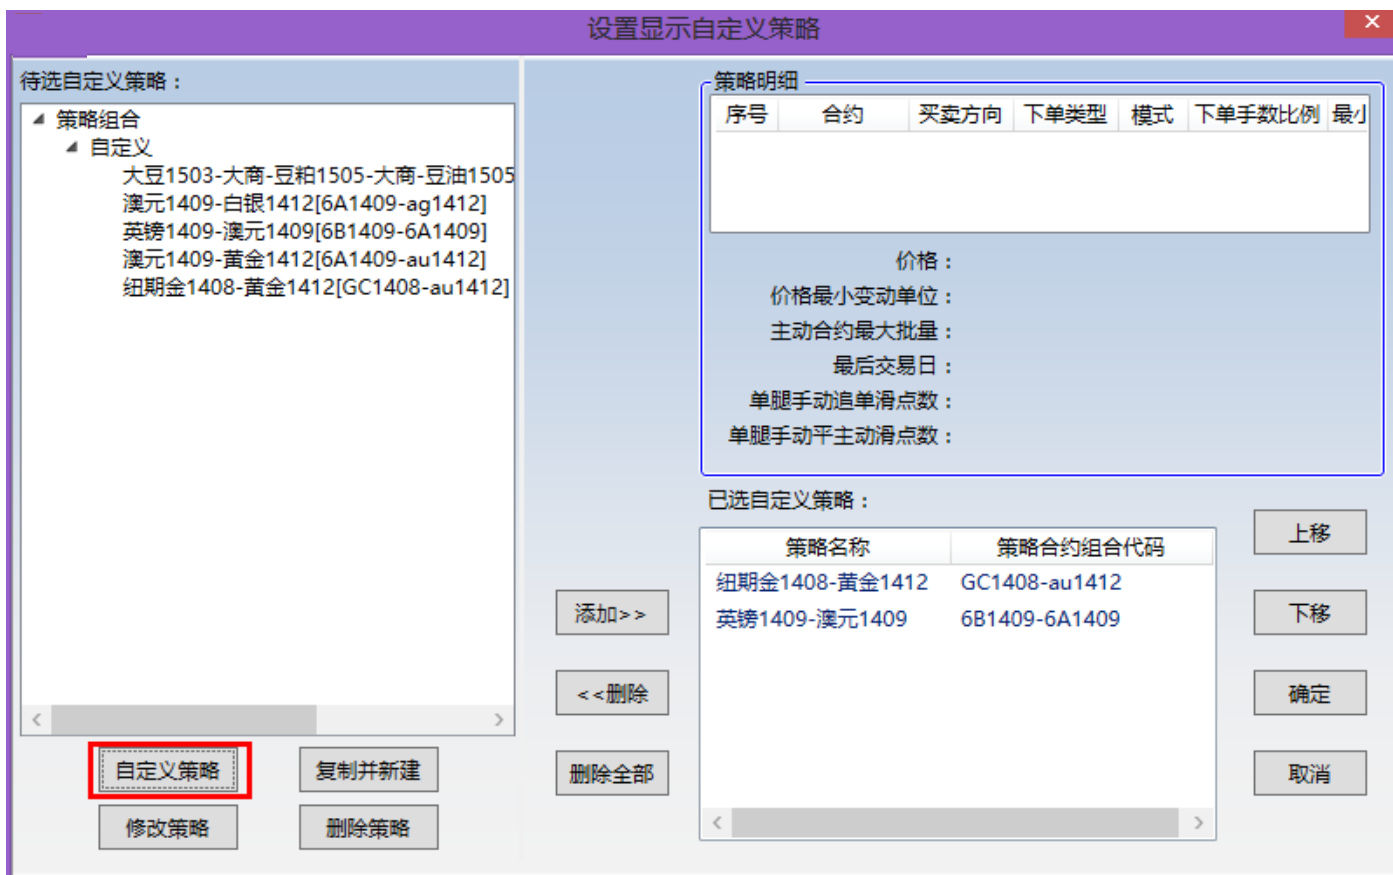 设置显示自定义策略
待选自定义策略：
策略组合
自定义
大豆1503-大商-豆粕1505-大商-豆油1505
澳元1409-白银1412[6A1409-ag1412]
英镑1409-澳元1409[6B1409-6A1409]
澳元1409-黄金1412[6A1409-au1412]
纽期金1408-黄金1412[GC1408-au1412]
自定义策略 复制并新建
修改策略 删除策略
添加>>
<<删除
删除全部
策略明细
序号 合约 买卖方向 下单类型 模式 下单手数比例 最小
价格：
价格最小变动单位：
主动合约最大批量：
最后交易日：
单腿手动追单滑点数：
单腿手动平主动滑点数：
已选自定义策略：
策略名称 策略合约组合代码
纽期金1408-黄金1412 GC1408-au1412
英镑1409-澳元1409 6B1409-6A1409
上移
下移
确定
取消